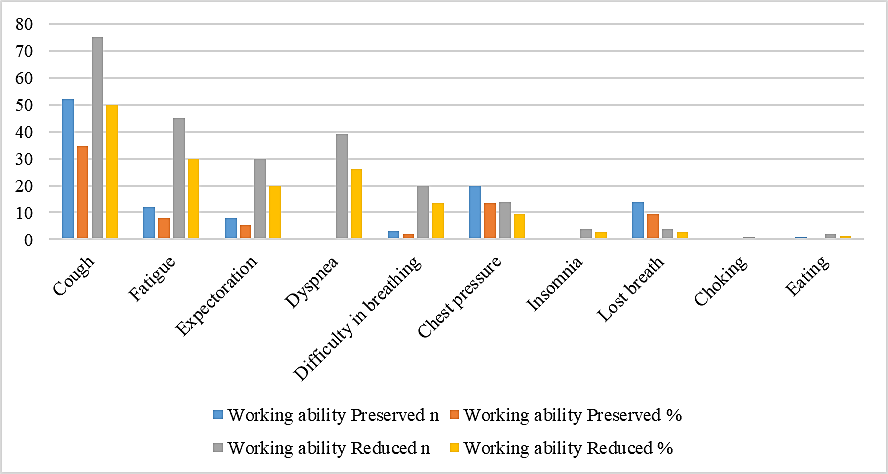 80
70
60
50
40
30
20
10
0
Cough
Fatigue
Expectoration
Dyspnea
Difficulty in breathing
Chest pressure
Insomnia
Lost breath
Choking
Eating
Working ability Preserved n
Working ability Preserved %
Working ability Reduced n
Working ability Reduced %